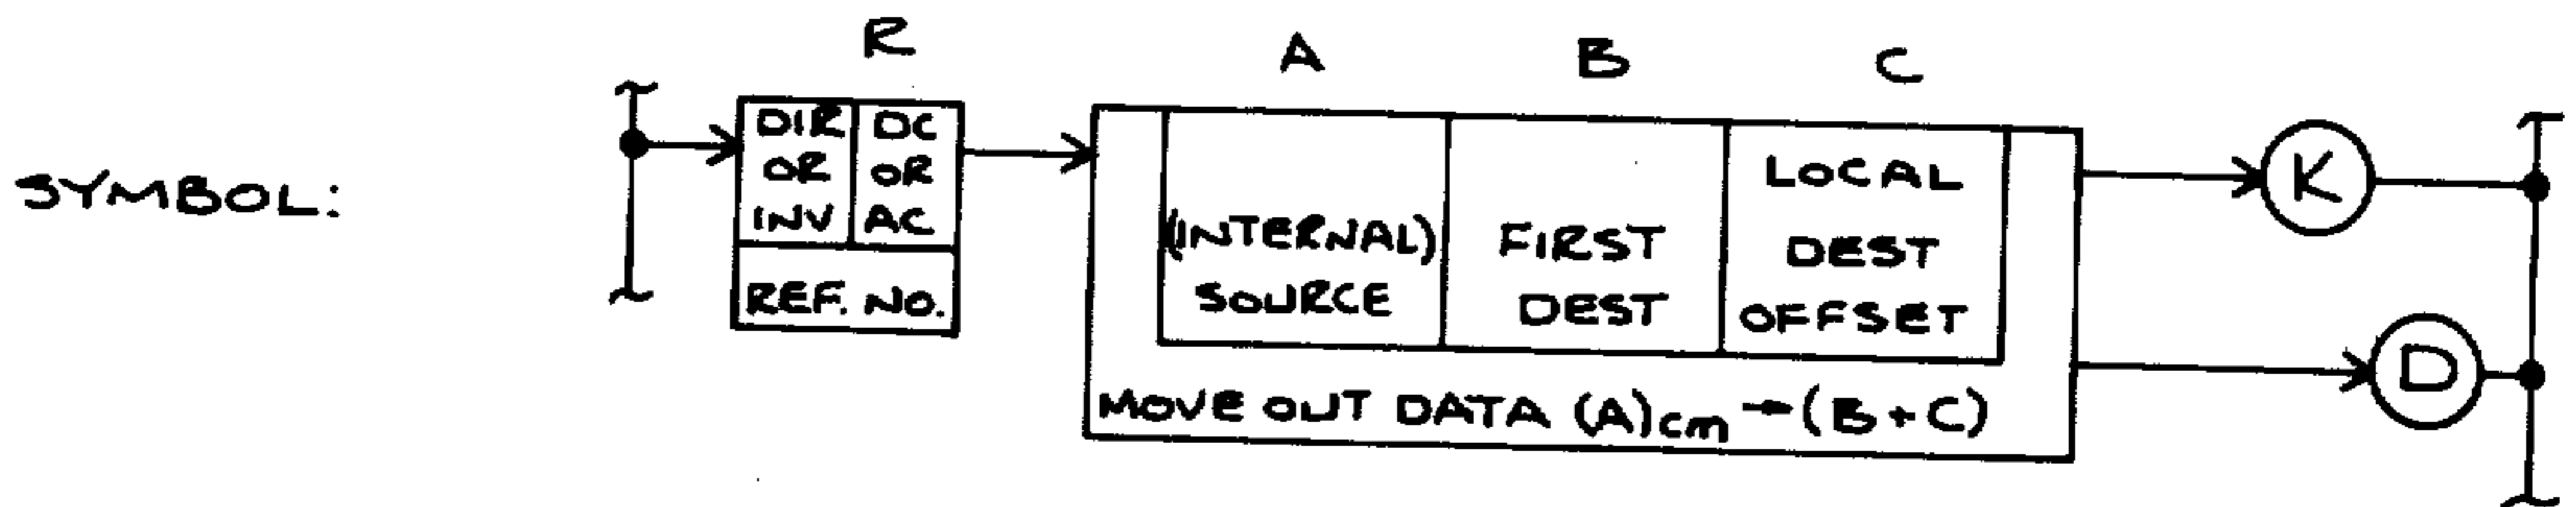 R
A B C
SYMBOL:
DIR OR INV
DC OR AC
REF. NO.
(INTERNAL) SOURCE
FIRST DEST
LOCAL DEST OFFSET
MOVE OUT DATA (A)cm → (B+C)
K
D